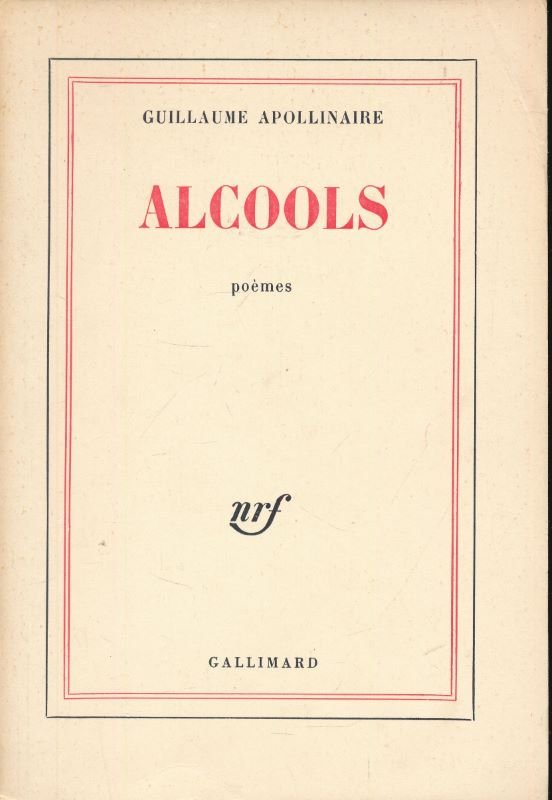 GUILLAUME APOLLINAIRE
ALCOOLS
poèmes
nrf
GALLIMARD